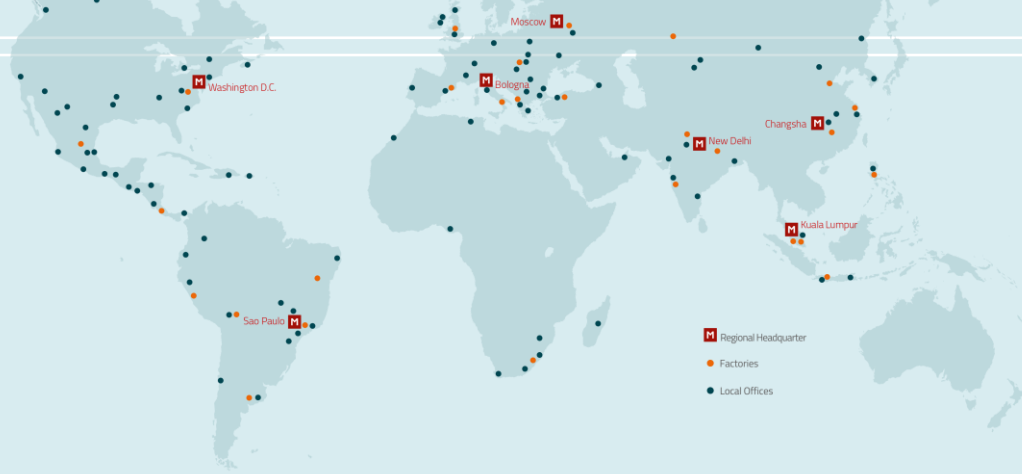 Moscow M
M Washington D.C.
M Bologna
Changsha M
M New Delhi
M Kuala Lumpur
Sao Paulo M
M Regional Headquarter
Factories
Local Offices